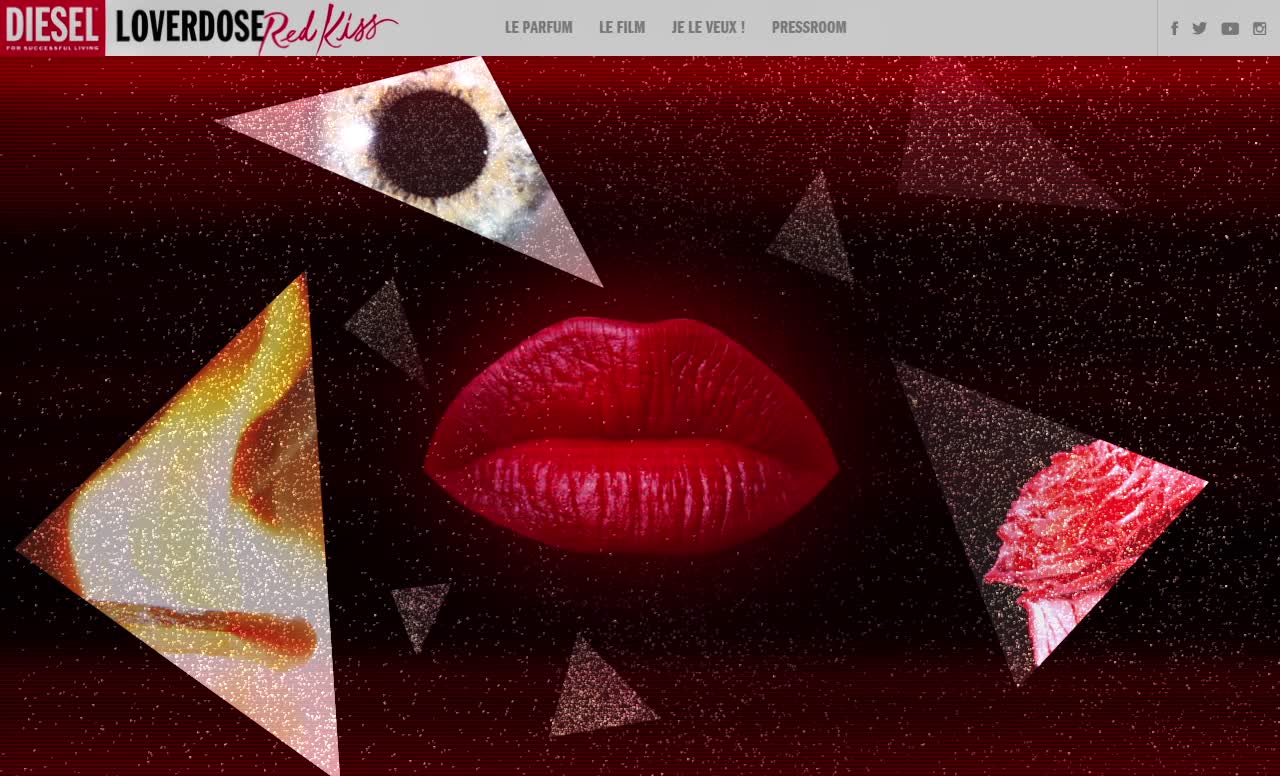 DIESEL
FOR SUCCESSFUL LIVING
LOVERDOSE Red Kiss
LE PARFUM
LE FILM
JE LE VEUX !
PRESSROOM